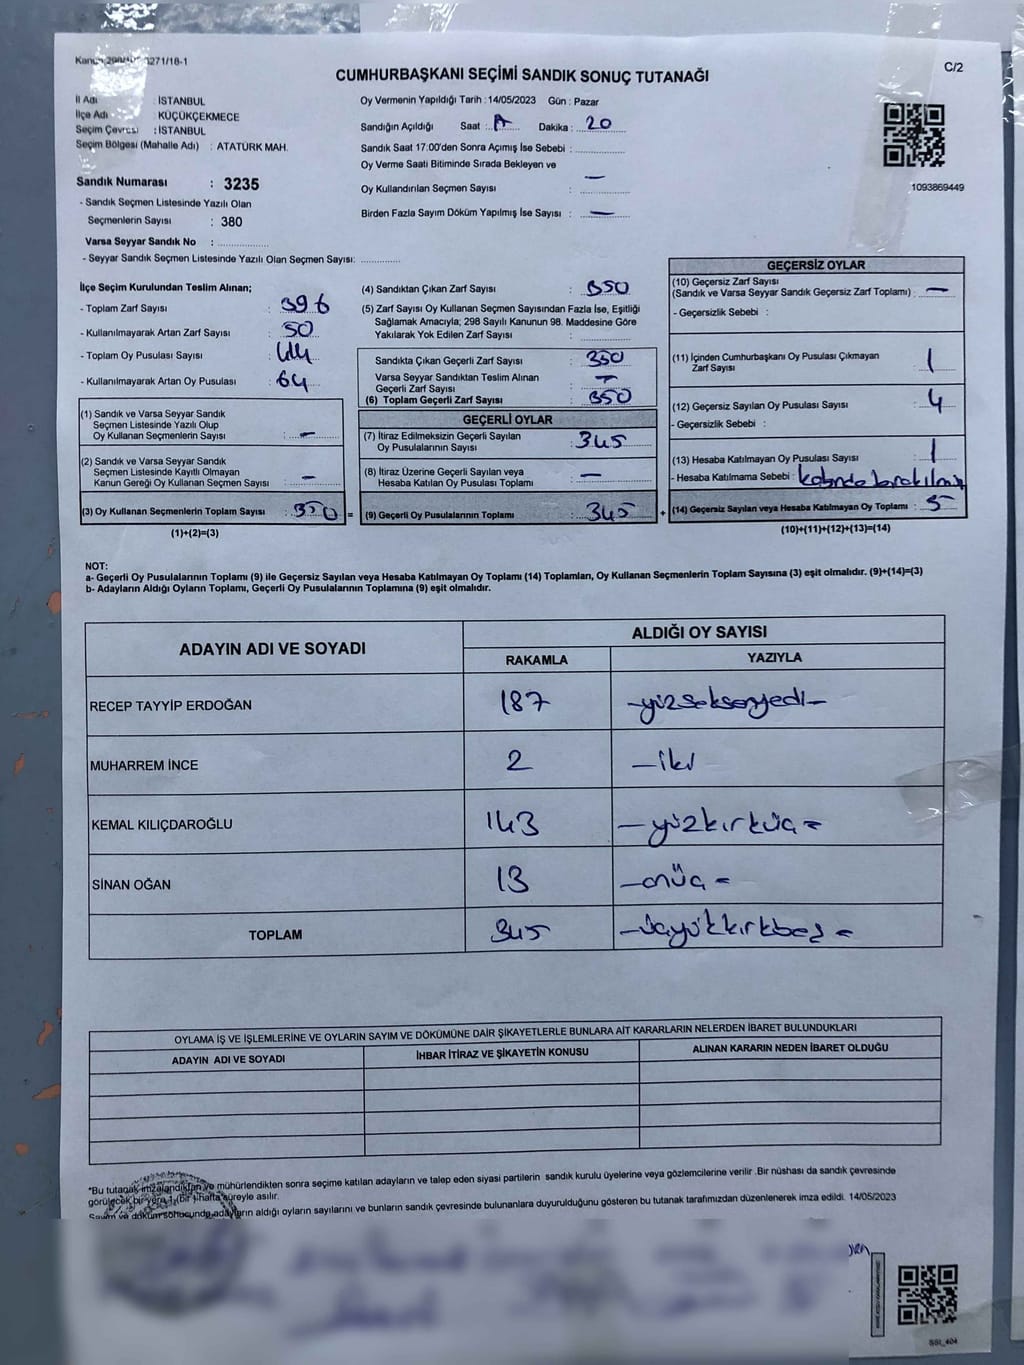 C/2
CUMHURBAŞKANI SEÇİMİ SANDIK SONUÇ TUTANAĞI
İl Adı : İSTANBUL
İlçe Adı : KÜÇÜKÇEKMECE
Seçim Çevresi : İSTANBUL
Seçim Bölgesi (Mahalle Adı) : ATATÜRK MAH.
Sandık Numarası : 3235
- Sandık Seçmen Listesinde Yazılı Olan
Seçmenlerin Sayısı : 380
Varsa Seyyar Sandık No :
- Seyyar Sandık Seçmen Listesinde Yazılı Olan Seçmen Sayısı:
Oy Vermenin Yapıldığı Tarih : 14/05/2023 Gün : Pazar
Sandığın Açıldığı Saat : Dakika : 20
Sandık Saat 17:00'den Sonra Açımış İse Sebebi :
Oy Verme Saati Bitiminde Sırada Bekleyen ve
Oy Kullandırılan Seçmen Sayısı : —
Birden Fazla Sayım Döküm Yapılmış İse Sayısı : —
1093869449
İlçe Seçim Kurulundan Teslim Alınan;
- Toplam Zarf Sayısı : 396
- Kullanılmayarak Artan Zarf Sayısı : 50
- Toplam Oy Pusulası Sayısı :
- Kullanılmayarak Artan Oy Pusulası : 64
(1) Sandık ve Varsa Seyyar Sandık
Seçmen Listesinde Yazılı Olup
Oy Kullanan Seçmenlerin Sayısı : —
(2) Sandık ve Varsa Seyyar Sandık
Seçmen Listesinde Kayıtlı Olmayan
Kanun Gereği Oy Kullanan Seçmen Sayısı : —
(3) Oy Kullanan Seçmenlerin Toplam Sayısı : 350 =
(1)+(2)=(3)
(4) Sandıktan Çıkan Zarf Sayısı : 350
(5) Zarf Sayısı Oy Kullanan Seçmen Sayısından Fazla İse, Eşitliği
Sağlamak Amacıyla; 298 Sayılı Kanunun 98. Maddesine Göre
Yakılarak Yok Edilen Zarf Sayısı :
Sandıkta Çıkan Geçerli Zarf Sayısı : 350
Varsa Seyyar Sandıktan Teslim Alınan
Geçerli Zarf Sayısı : —
(6) Toplam Geçerli Zarf Sayısı : 350
GEÇERLİ OYLAR
(7) İtiraz Edilmeksizin Geçerli Sayılan
Oy Pusulalarının Sayısı : 345
(8) İtiraz Üzerine Geçerli Sayılan veya
Hesaba Katılan Oy Pusulası Toplamı : —
(9) Geçerli Oy Pusulalarının Toplamı : 345 +
GEÇERSİZ OYLAR
(10) Geçersiz Zarf Sayısı
(Sandık ve Varsa Seyyar Sandık Geçersiz Zarf Toplamı) : —
- Geçersizlik Sebebi :
(11) İçinden Cumhurbaşkanı Oy Pusulası Çıkmayan
Zarf Sayısı : 1
(12) Geçersiz Sayılan Oy Pusulası Sayısı : 4
- Geçersizlik Sebebi :
(13) Hesaba Katılmayan Oy Pusulası Sayısı : 1
- Hesaba Katılmama Sebebi :
(14) Geçersiz Sayılan veya Hesaba Katılmayan Oy Toplamı : 5
(10)+(11)+(12)+(13)=(14)
NOT:
a- Geçerli Oy Pusulalarının Toplamı (9) ile Geçersiz Sayılan veya Hesaba Katılmayan Oy Toplamı (14) Toplamları, Oy Kullanan Seçmenlerin Toplam Sayısına (3) eşit olmalıdır. (9)+(14)=(3)
b- Adayların Aldığı Oyların Toplamı, Geçerli Oy Pusulalarının Toplamına (9) eşit olmalıdır.
ADAYIN ADI VE SOYADI ALDIĞI OY SAYISI
RAKAMLA YAZIYLA
RECEP TAYYİP ERDOĞAN 187 –yüzseksenyedi–
MUHARREM İNCE 2 –iki
KEMAL KILIÇDAROĞLU 143 –yüzkırküç=
SİNAN OĞAN 13 –onüç=
TOPLAM 345
OYLAMA İŞ VE İŞLEMLERİNE VE OYLARIN SAYIM VE DÖKÜMÜNE DAİR ŞİKAYETLERLE BUNLARA AİT KARARLARIN NELERDEN İBARET BULUNDUKLARI
ADAYIN ADI VE SOYADI İHBAR İTİRAZ VE ŞİKAYETİN KONUSU ALINAN KARARIN NEDEN İBARET OLDUĞU
*Bu tutanak imzalandıktan ve mühürlendikten sonra seçime katılan adayların ve talep eden siyasi partilerin sandık kurulu üyelerine veya gözlemcilerine verilir .Bir nüshası da sandık çevresinde
görülecek bir yere 1 (bir) hafta süreyle asılır.
Sayım ve döküm sonucunda adayların aldığı oyların sayılarını ve bunların sandık çevresinde bulunanlara duyurulduğunu gösteren bu tutanak tarafımızdan düzenlenerek imza edildi. 14/05/2023